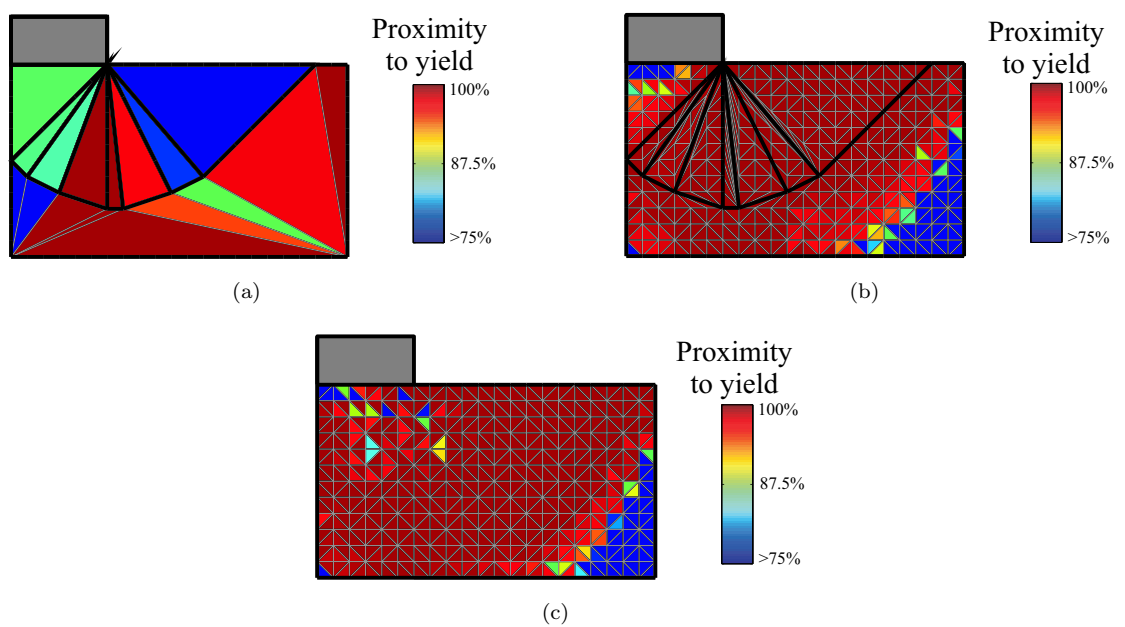 Proximity
to yield
100%
87.5%
>75%
(a)
Proximity
to yield
100%
87.5%
>75%
(b)
Proximity
to yield
100%
87.5%
>75%
(c)